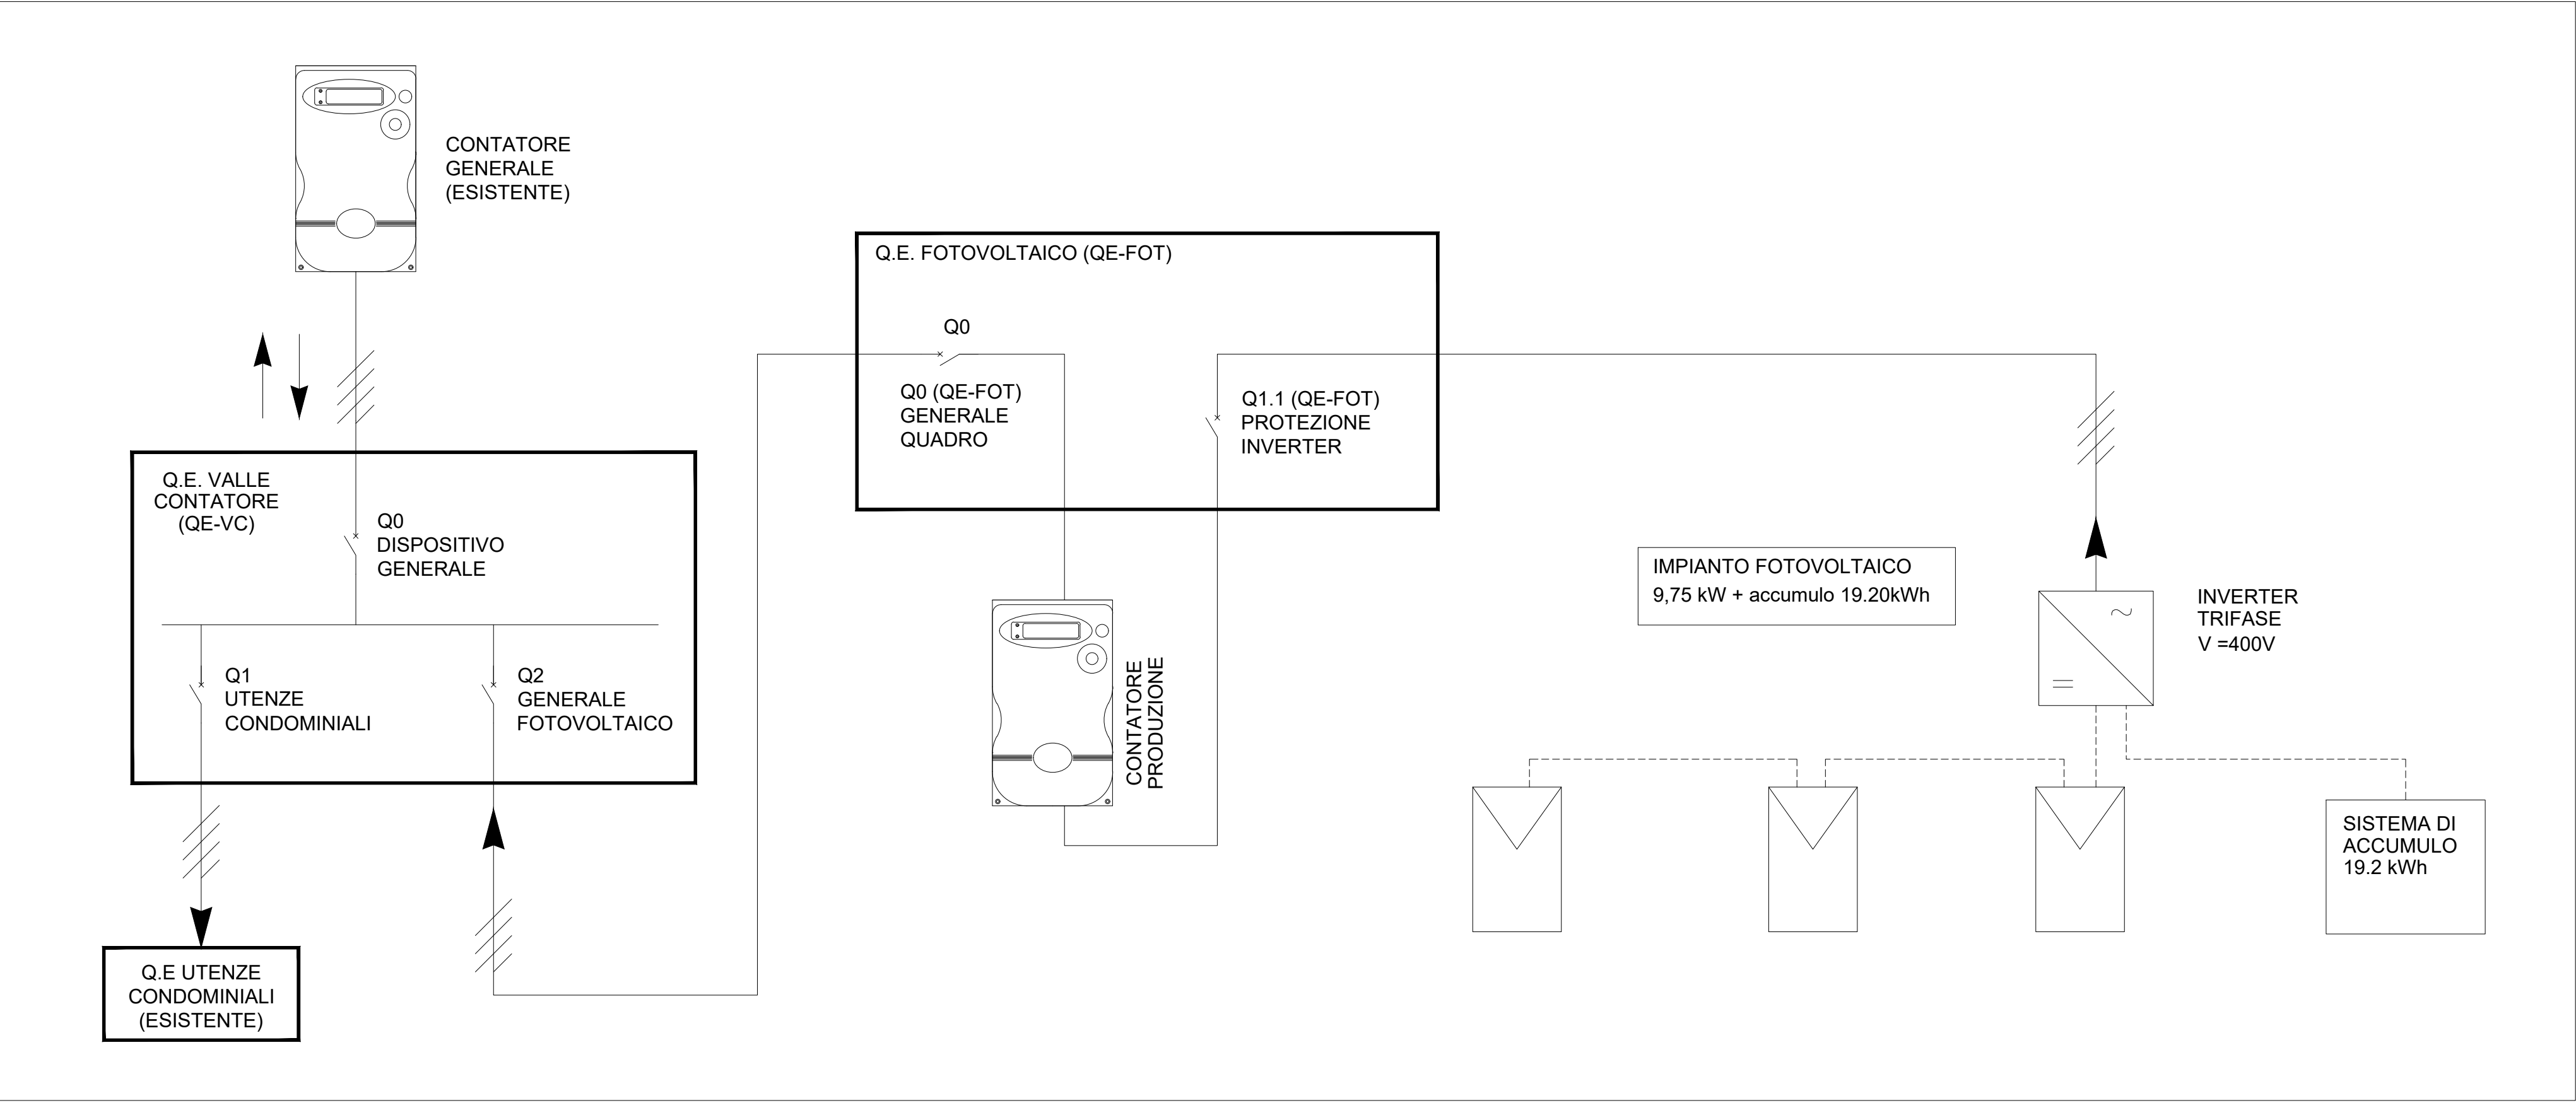 CONTATORE
GENERALE
(ESISTENTE)
Q.E. VALLE
CONTATORE
(QE-VC)
Q0
DISPOSITIVO
GENERALE
Q1
UTENZE
CONDOMINIALI
Q2
GENERALE
FOTOVOLTAICO
Q.E UTENZE
CONDOMINIALI
(ESISTENTE)
Q.E. FOTOVOLTAICO (QE-FOT)
Q0
Q0 (QE-FOT)
GENERALE
QUADRO
Q1.1 (QE-FOT)
PROTEZIONE
INVERTER
CONTATORE
PRODUZIONE
IMPIANTO FOTOVOLTAICO
9,75 kW + accumulo 19.20kWh
INVERTER
TRIFASE
V =400V
SISTEMA DI
ACCUMULO
19.2 kWh